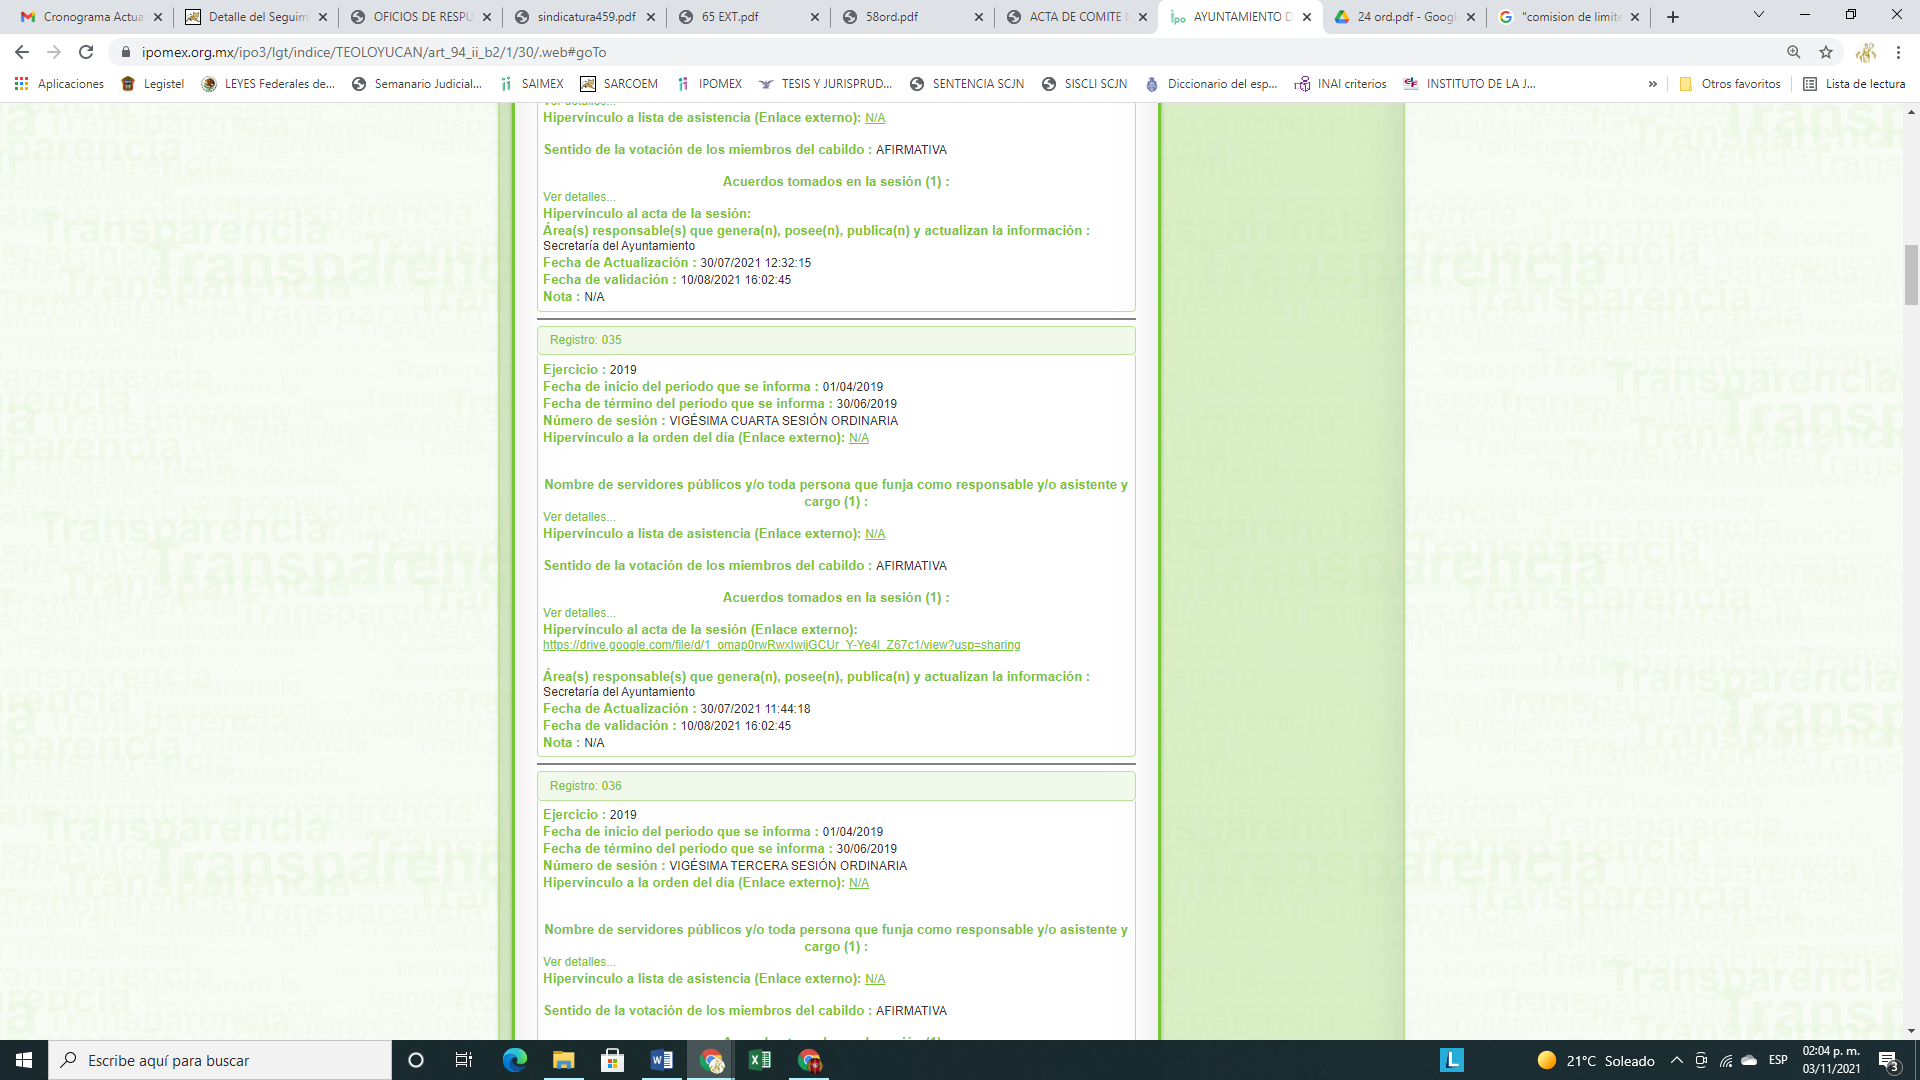 Cronograma Actua
Detalle del Seguim
OFICIOS DE RESPU
sindicatura459.pdf
65 EXT.pdf
58ord.pdf
ACTA DE COMITE
AYUNTAMIENTO D
24 ord.pdf - Googl
"comision de limite
ipomex.org.mx/ipo3/lgt/indice/TEOLOYUCAN/art_94_ii_b2/1/30/.web#goTo
Aplicaciones
Legistel
LEYES Federales de...
Semanario Judicial...
SAIMEX
SARCOEM
IPOMEX
TESIS Y JURISPRUD...
SENTENCIA SCJN
SISCLI SCJN
Diccionario del esp...
INAI criterios
INSTITUTO DE LA J...
»
Otros favoritos
Lista de lectura
Ver detalles...
Hipervínculo a lista de asistencia (Enlace externo): N/A
Sentido de la votación de los miembros del cabildo : AFIRMATIVA
Acuerdos tomados en la sesión (1) :
Ver detalles...
Hipervínculo al acta de la sesión:
Área(s) responsable(s) que genera(n), posee(n), publica(n) y actualizan la información :
Secretaría del Ayuntamiento
Fecha de Actualización : 30/07/2021 12:32:15
Fecha de validación : 10/08/2021 16:02:45
Nota : N/A
Registro: 035
Ejercicio : 2019
Fecha de inicio del periodo que se informa : 01/04/2019
Fecha de término del periodo que se informa : 30/06/2019
Número de sesión : VIGÉSIMA CUARTA SESIÓN ORDINARIA
Hipervínculo a la orden del día (Enlace externo): N/A
Nombre de servidores públicos y/o toda persona que funja como responsable y/o asistente y
cargo (1) :
Ver detalles...
Hipervínculo a lista de asistencia (Enlace externo): N/A
Sentido de la votación de los miembros del cabildo : AFIRMATIVA
Acuerdos tomados en la sesión (1) :
Ver detalles...
Hipervínculo al acta de la sesión (Enlace externo):
https://drive.google.com/file/d/1_omap0rwRwxIwijGCUr_Y-Ye4l_Z67c1/view?usp=sharing
Área(s) responsable(s) que genera(n), posee(n), publica(n) y actualizan la información :
Secretaría del Ayuntamiento
Fecha de Actualización : 30/07/2021 11:44:18
Fecha de validación : 10/08/2021 16:02:45
Nota : N/A
Registro: 036
Ejercicio : 2019
Fecha de inicio del periodo que se informa : 01/04/2019
Fecha de término del periodo que se informa : 30/06/2019
Número de sesión : VIGÉSIMA TERCERA SESIÓN ORDINARIA
Hipervínculo a la orden del día (Enlace externo): N/A
Nombre de servidores públicos y/o toda persona que funja como responsable y/o asistente y
cargo (1) :
Ver detalles...
Hipervínculo a lista de asistencia (Enlace externo): N/A
Sentido de la votación de los miembros del cabildo : AFIRMATIVA
Transparencia
Escribe aquí para buscar
21°C Soleado
ESP
02:04 p. m.
03/11/2021
3